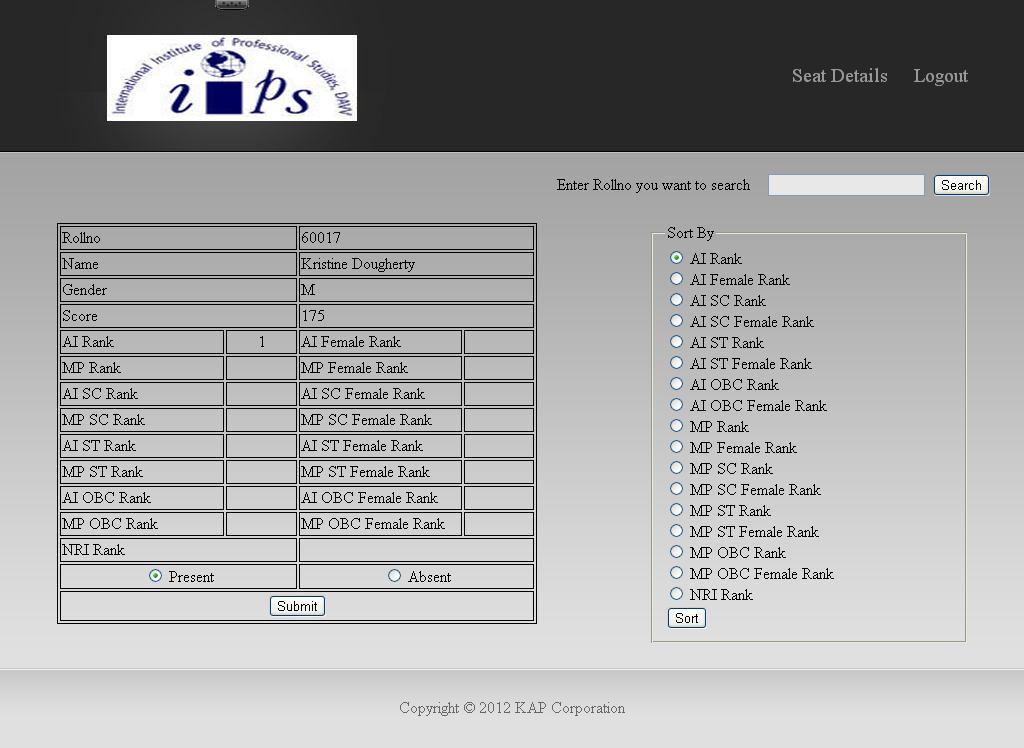 International Institute of Professional Studies, DAVV
iips
Seat Details Logout
Enter Rollno you want to search Search
Rollno 60017
Name Kristine Dougherty
Gender M
Score 175
AI Rank 1 AI Female Rank
MP Rank MP Female Rank
AI SC Rank AI SC Female Rank
MP SC Rank MP SC Female Rank
AI ST Rank AI ST Female Rank
MP ST Rank MP ST Female Rank
AI OBC Rank AI OBC Female Rank
MP OBC Rank MP OBC Female Rank
NRI Rank
Present Absent
Submit
Sort By
AI Rank
AI Female Rank
AI SC Rank
AI SC Female Rank
AI ST Rank
AI ST Female Rank
AI OBC Rank
AI OBC Female Rank
MP Rank
MP Female Rank
MP SC Rank
MP SC Female Rank
MP ST Rank
MP ST Female Rank
MP OBC Rank
MP OBC Female Rank
NRI Rank
Sort
Copyright © 2012 KAP Corporation